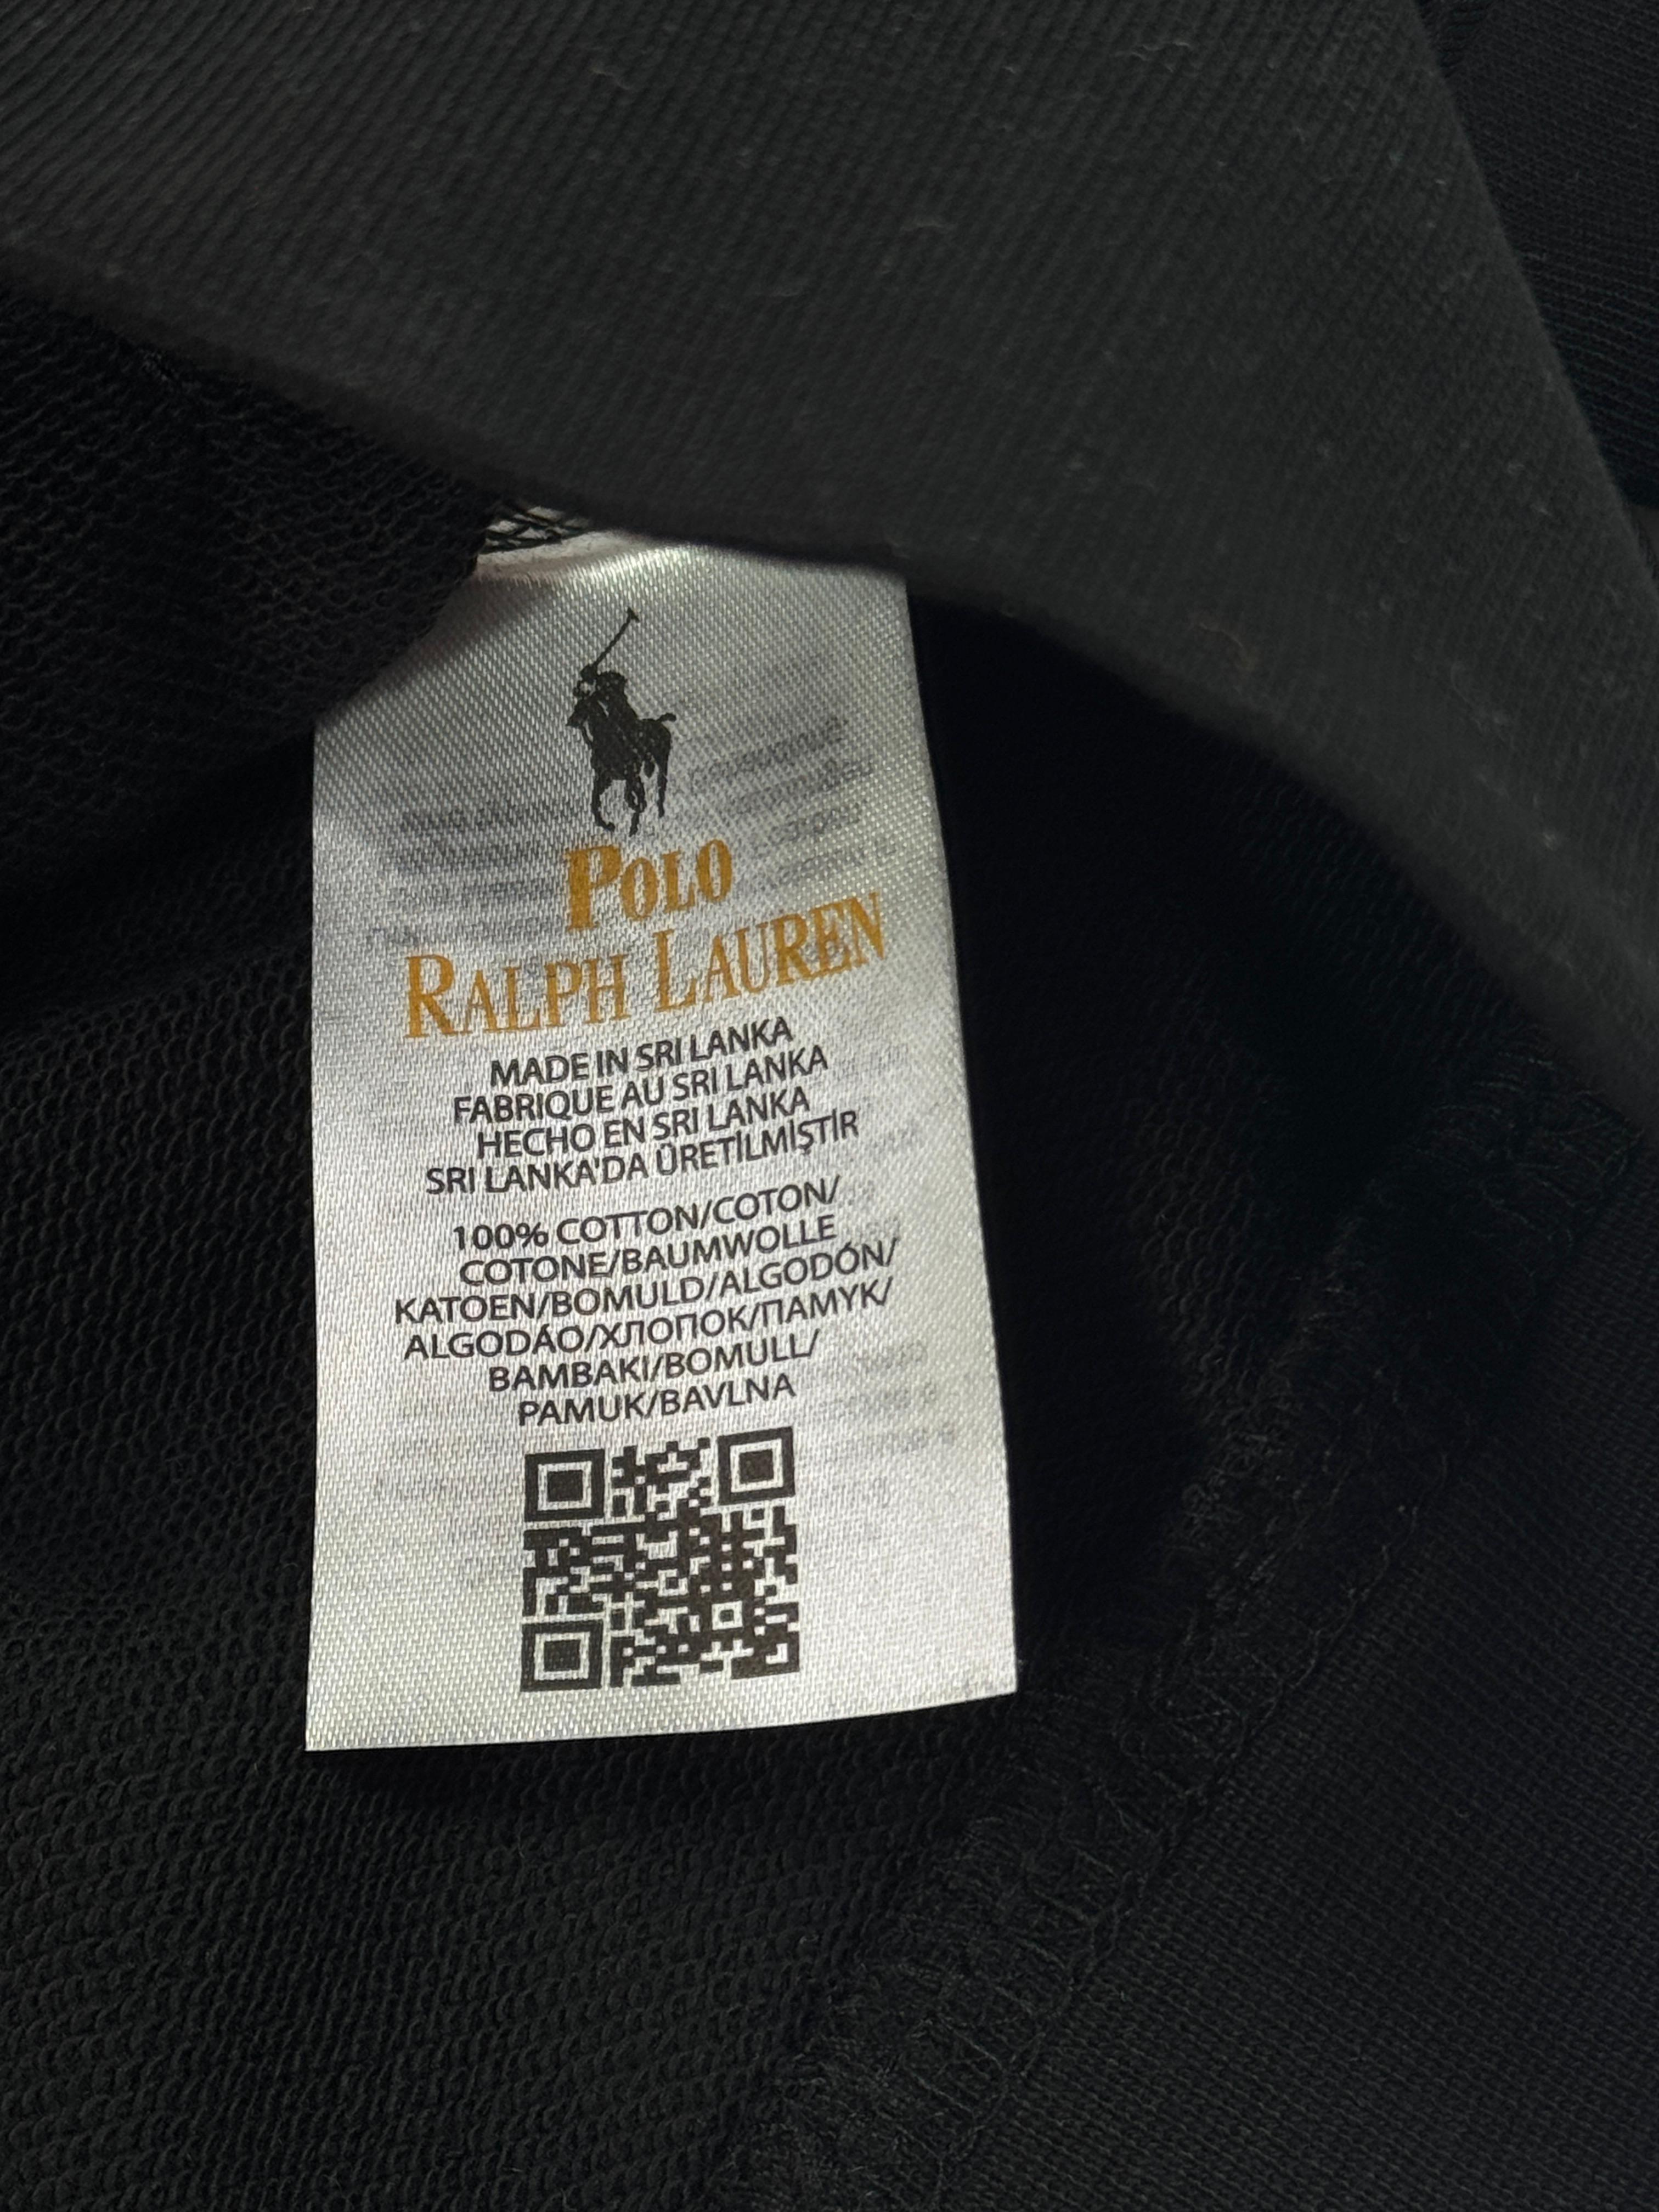 POLO
RALPH LAUREN
MADE IN SRI LANKA
FABRIQUE AU SRI LANKA
HECHO EN SRI LANKA
SRI LANKA'DA ÜRETİLMİŞTİR
100% COTTON/COTON/
COTONE/BAUMWOLLE
KATOEN/BOMULD/ALGODÓN/
ALGODÁO/ХЛОПОК/ПАМУК/
BAMBAKI/BOMULL/
PAMUK/BAVLNA